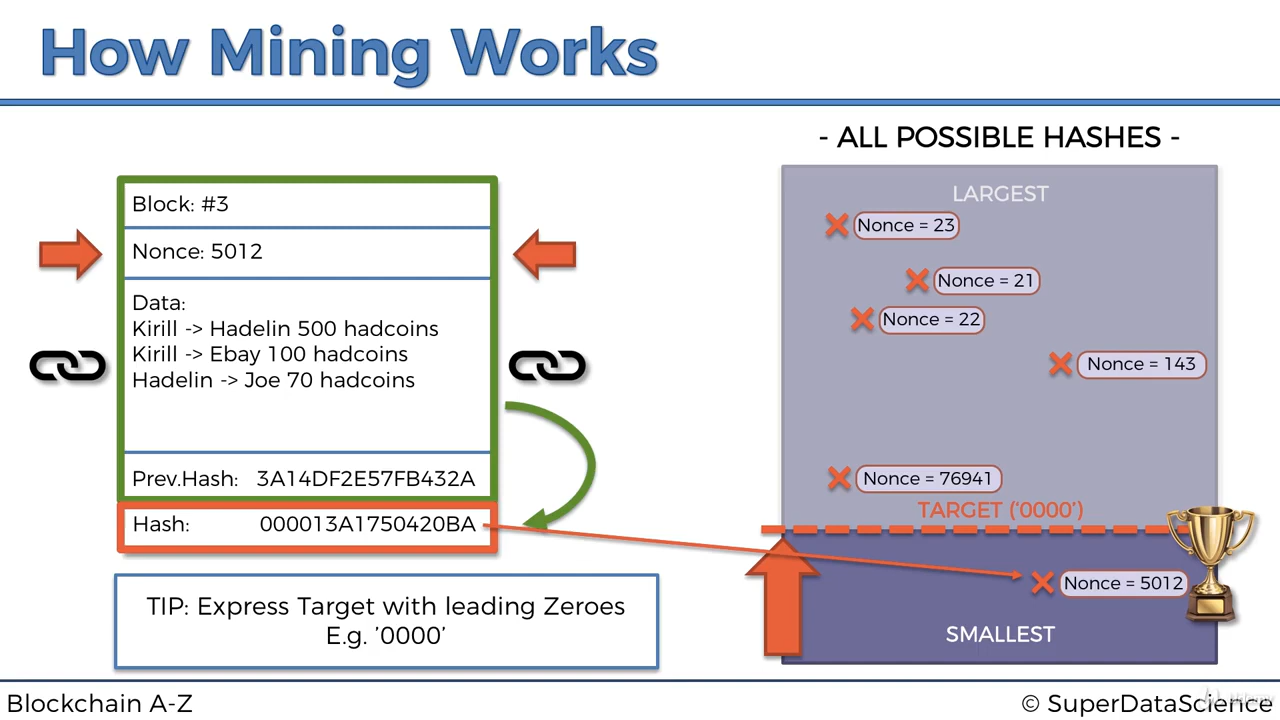 How Mining Works
Block: #3
Nonce: 5012
Data:
Kirill -> Hadelin 500 hadcoins
Kirill -> Ebay 100 hadcoins
Hadelin -> Joe 70 hadcoins
Prev.Hash: 3A14DF2E57FB432A
Hash: 000013A1750420BA
TIP: Express Target with leading Zeroes
E.g. '0000'
- ALL POSSIBLE HASHES -
LARGEST
Nonce = 23
Nonce = 21
Nonce = 22
Nonce = 143
Nonce = 76941
TARGET ('0000')
Nonce = 5012
SMALLEST
Blockchain A-Z
© SuperDataScience